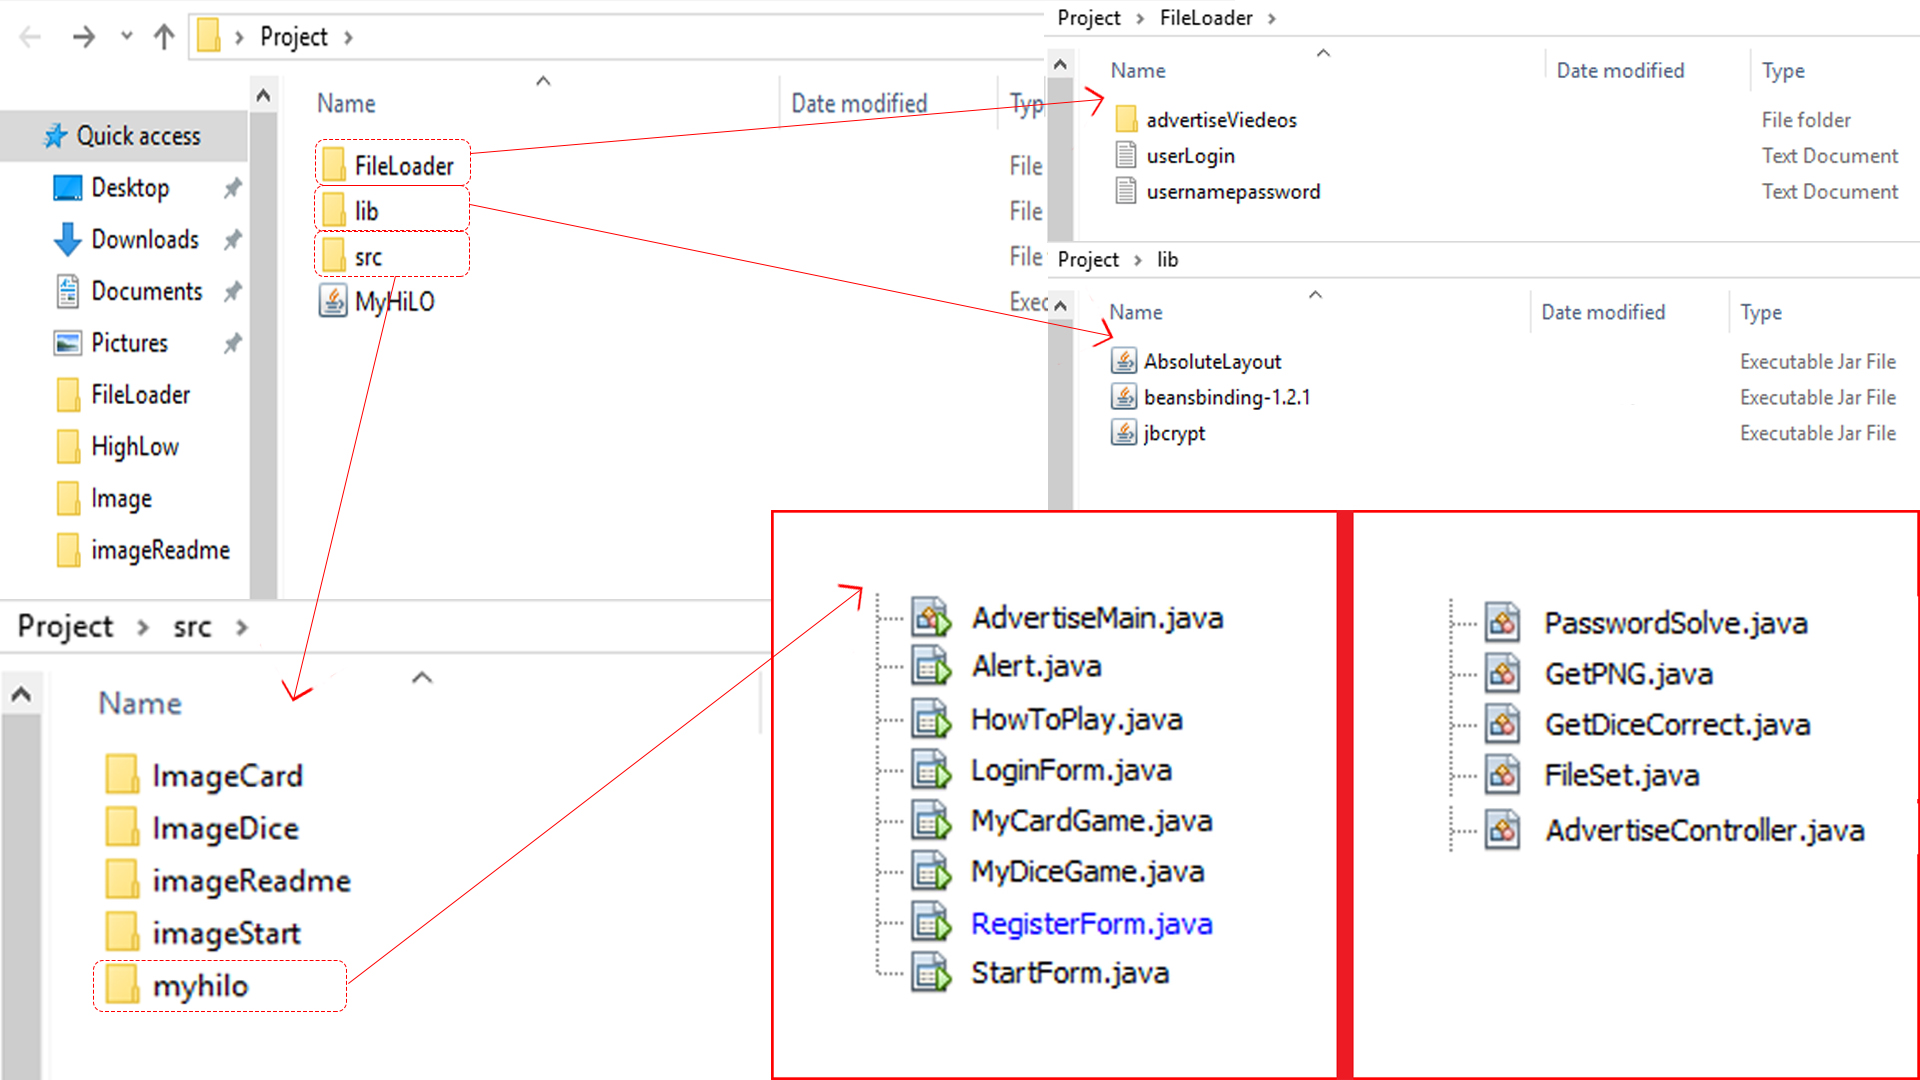 Project
Name
Date modified
Typ
Quick access
Desktop
Downloads
Documents
Pictures
FileLoader
HighLow
Image
imageReadme
FileLoader
File
lib
File
src
File
MyHiLO
Exec
Project > FileLoader >
Name
Date modified
Type
advertiseViedeos
File folder
userLogin
Text Document
usernamepassword
Text Document
Project > lib
Name
Date modified
Type
AbsoluteLayout
Executable Jar File
beansbinding-1.2.1
Executable Jar File
jbcrypt
Executable Jar File
Project > src >
Name
ImageCard
ImageDice
imageReadme
imageStart
myhilo
AdvertiseMain.java
Alert.java
HowToPlay.java
LoginForm.java
MyCardGame.java
MyDiceGame.java
RegisterForm.java
StartForm.java
PasswordSolve.java
GetPNG.java
GetDiceCorrect.java
FileSet.java
AdvertiseController.java